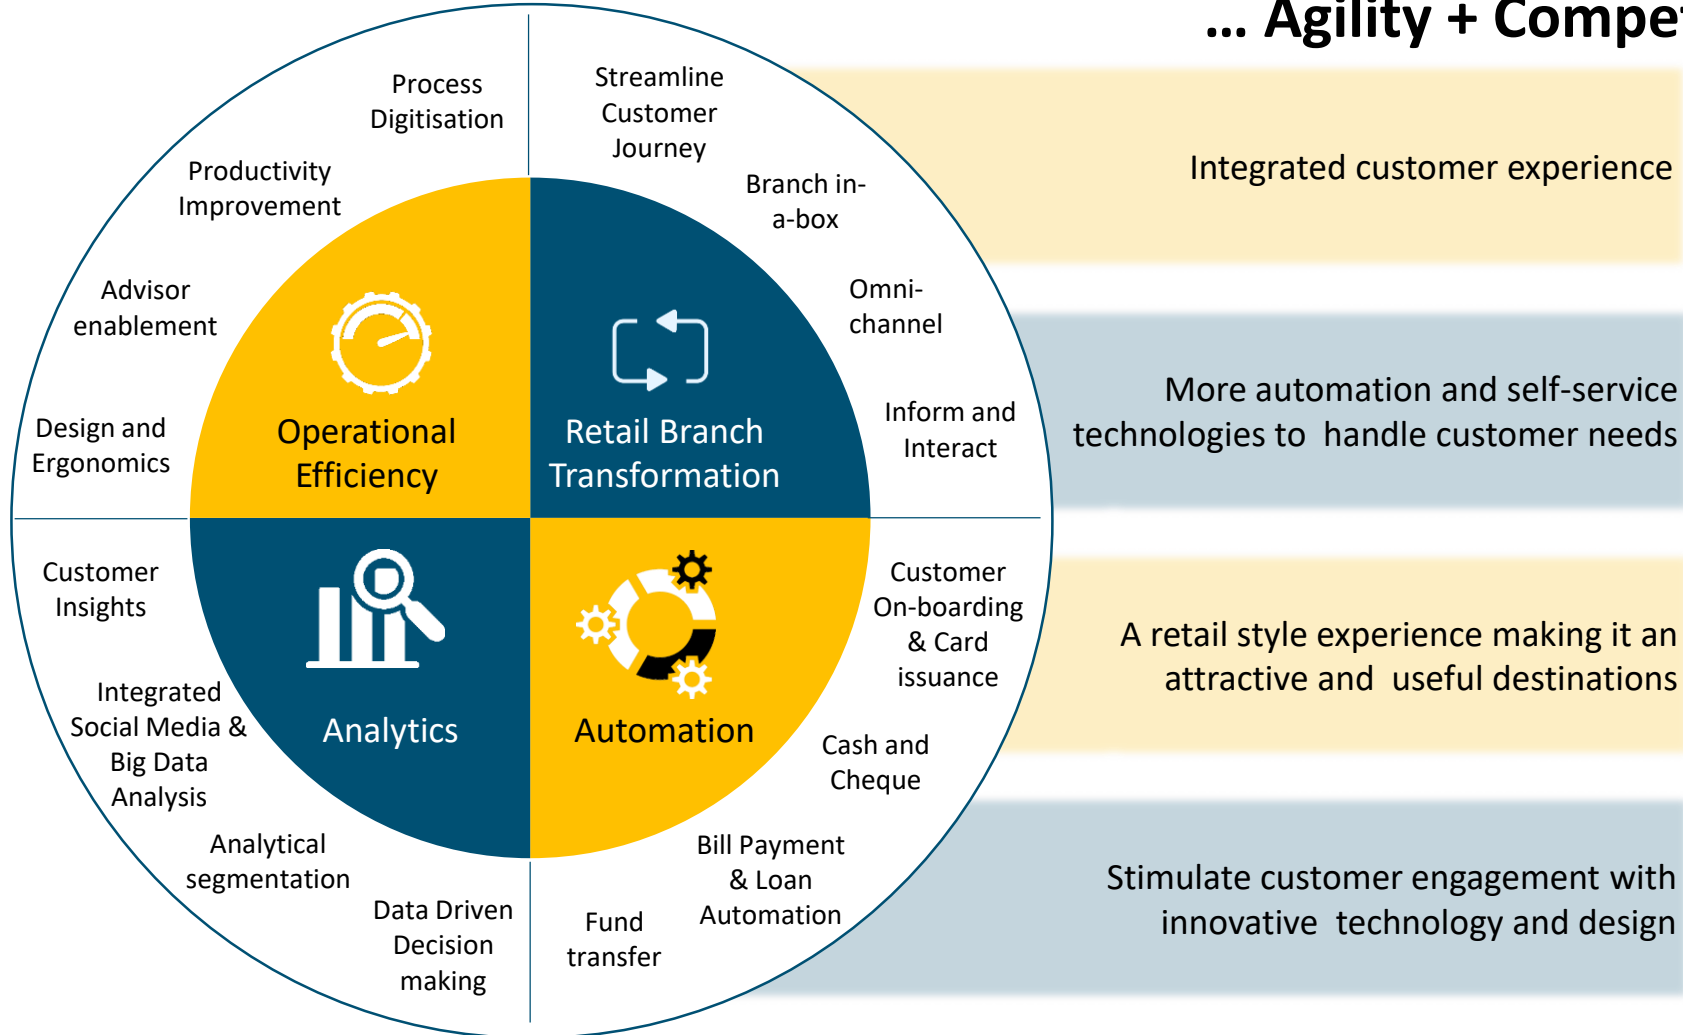 ... Agility + Compet
Process
Digitisation
Productivity
Improvement
Advisor
enablement
Design and
Ergonomics
Streamline
Customer
Journey
Branch in-
a-box
Omni-
channel
Inform and
Interact
Operational
Efficiency
Retail Branch
Transformation
Analytics
Automation
Customer
Insights
Integrated
Social Media &
Big Data
Analysis
Analytical
segmentation
Data Driven
Decision
making
Customer
On-boarding
& Card
issuance
Cash and
Cheque
Bill Payment
& Loan
Automation
Fund
transfer
Integrated customer experience
More automation and self-service
technologies to  handle customer needs
A retail style experience making it an
attractive and  useful destinations
Stimulate customer engagement with
innovative  technology and design